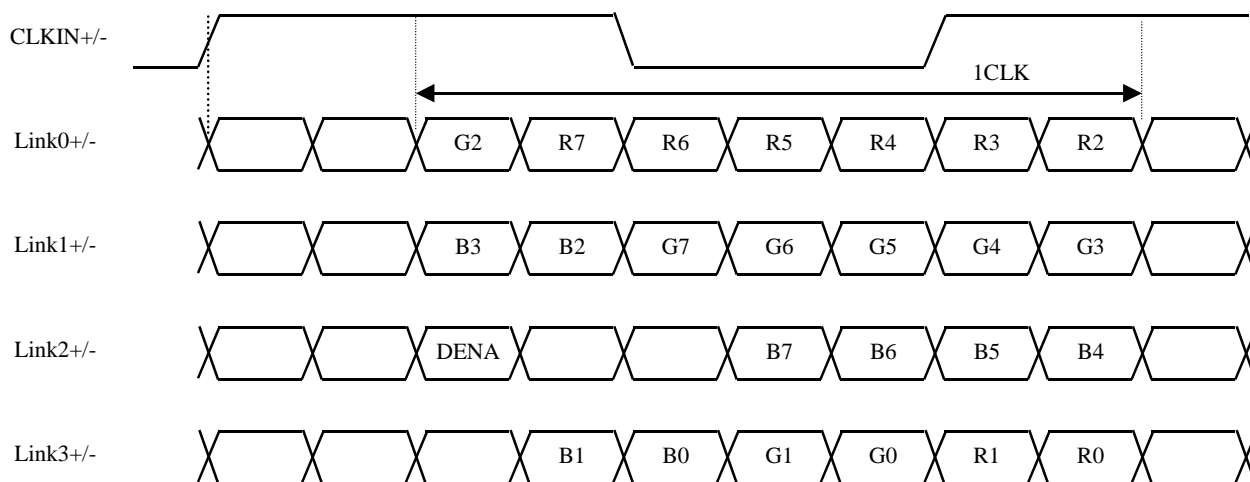 CLKIN+/-
1CLK
Link0+/- G2 R7 R6 R5 R4 R3 R2
Link1+/- B3 B2 G7 G6 G5 G4 G3
Link2+/- DENA B7 B6 B5 B4
Link3+/- B1 B0 G1 G0 R1 R0